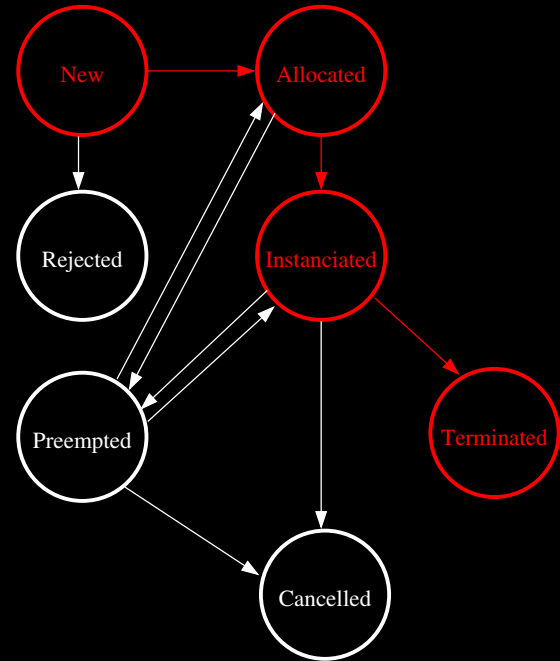 New
Allocated
Rejected
Instanciated
Preempted
Terminated
Cancelled